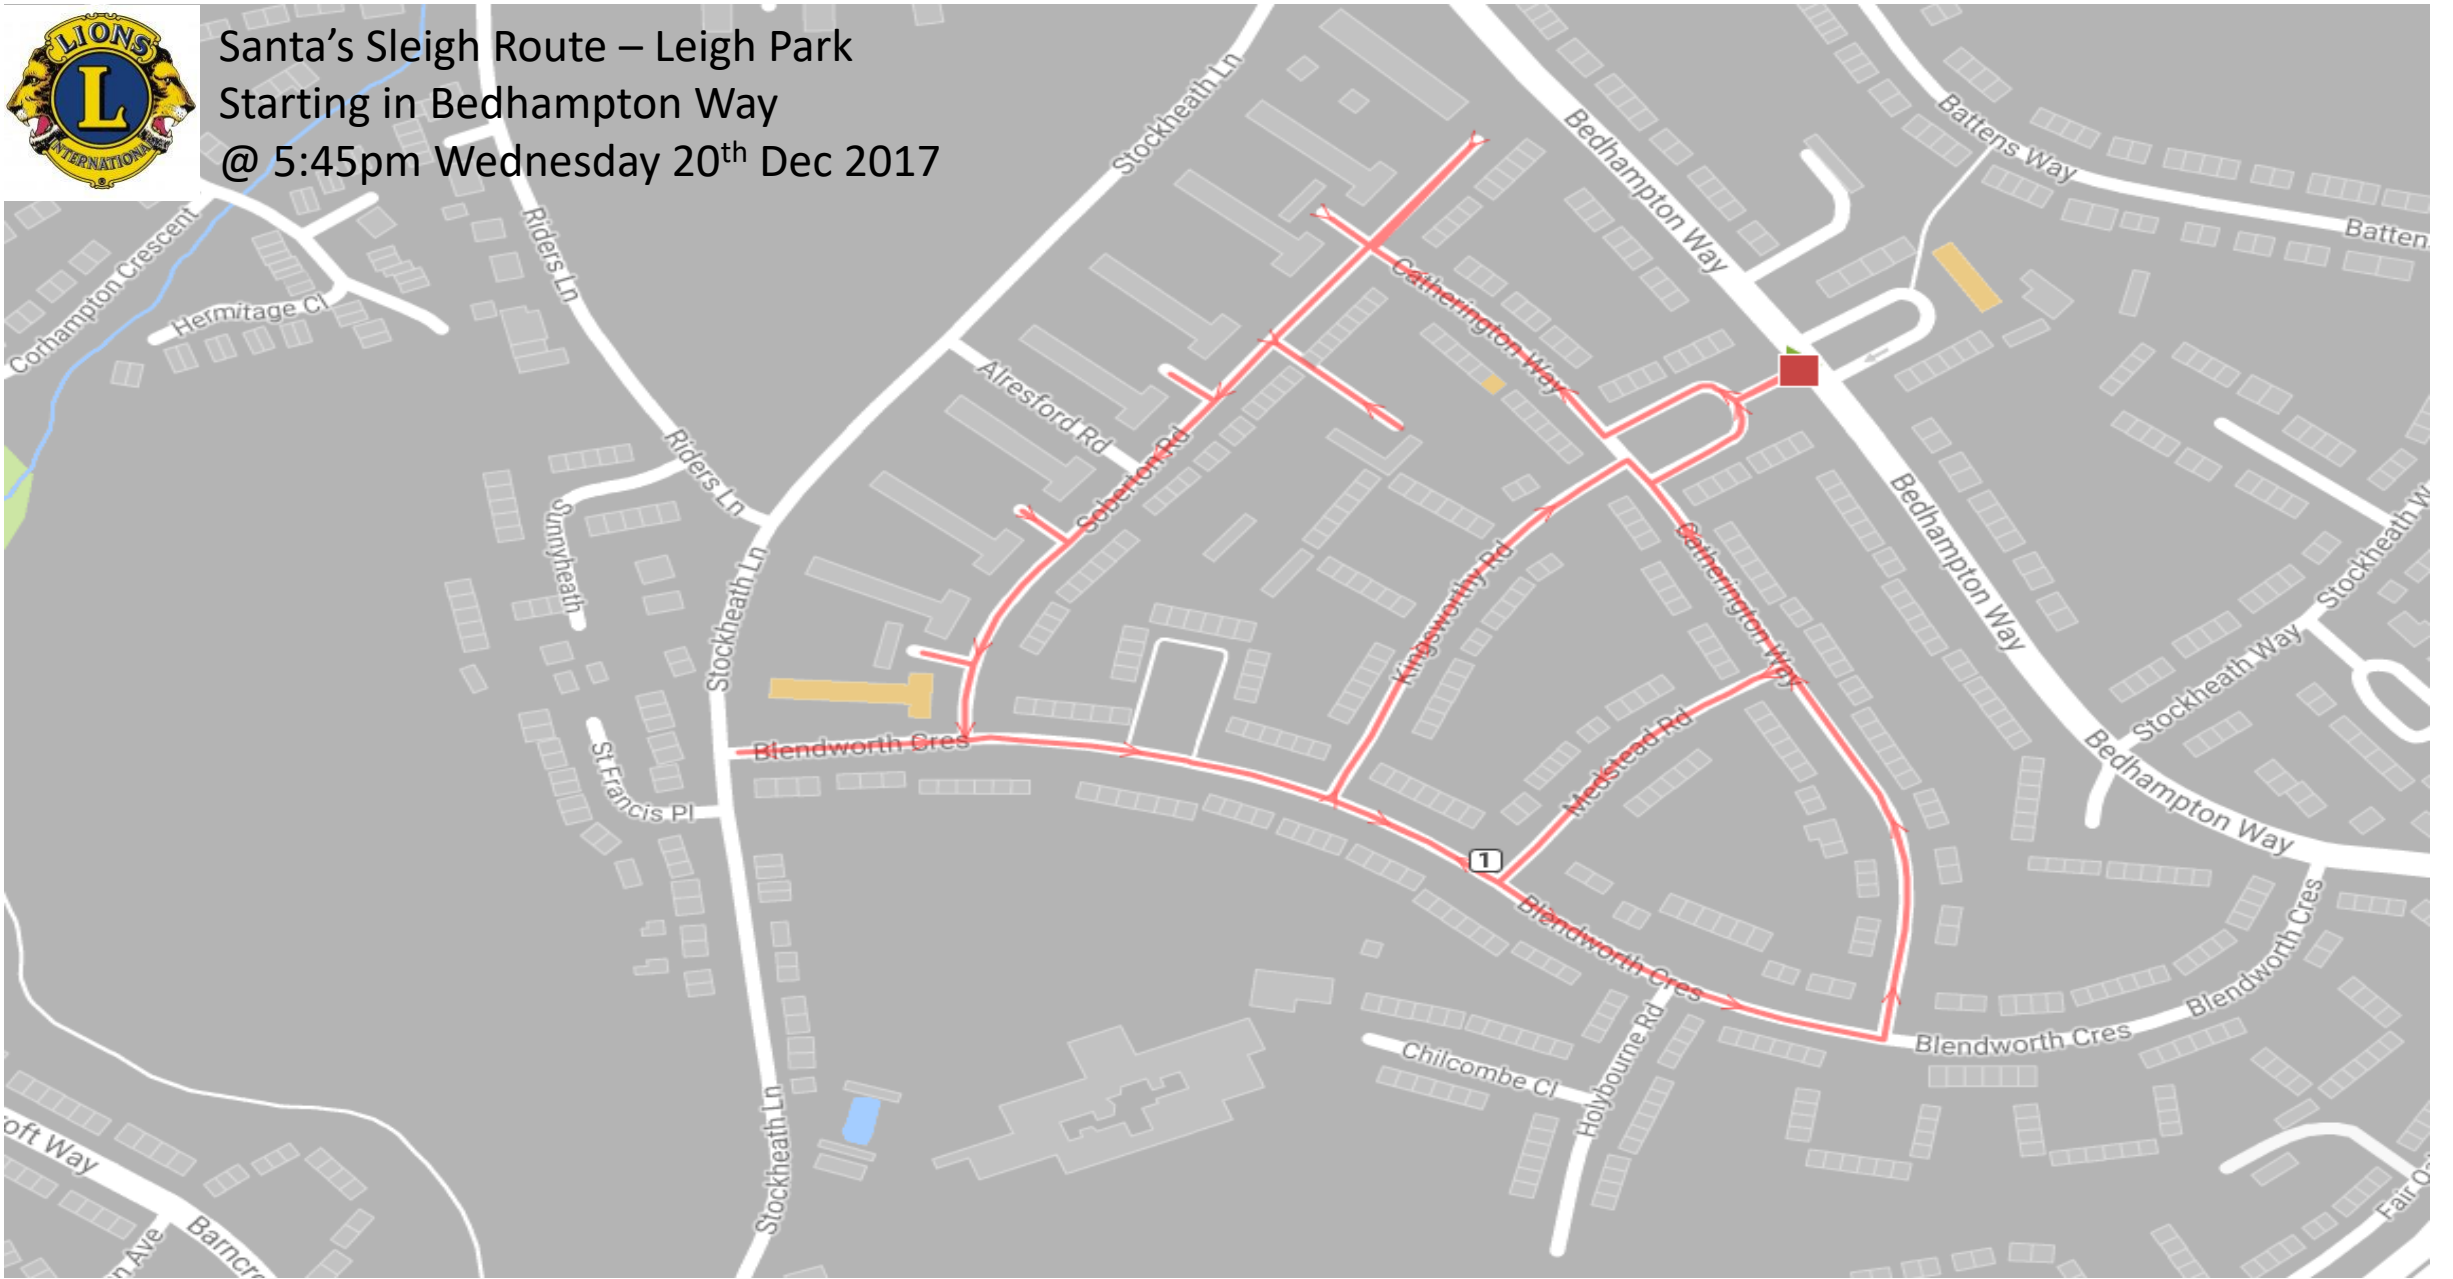 LIONS
L
INTERNATIONAL
Santa's Sleigh Route – Leigh Park
Starting in Bedhampton Way
@ 5:45pm Wednesday 20th Dec 2017
Stockheath Ln
Bedhampton Way
Battens Way
Batten
Corhampton Crescent
Riders Ln
Hermitage Cl
Catherington Way
Alresford Rd
Riders Ln
Soberton Rd
Sunnyheath
Bedhampton Way
Stockheath W
Stockheath Ln
Kingsworthy Rd
Catherington Way
Stockheath Way
Medstead Rd
Blendworth Cres
St Francis Pl
Bedhampton Way
1
Blendworth Cres
Blendworth Cres
Blendworth Cres
Holybourne Rd
Chilcombe Cl
Stockheath Ln
oft Way
Barncro
n Ave
Fair Oa